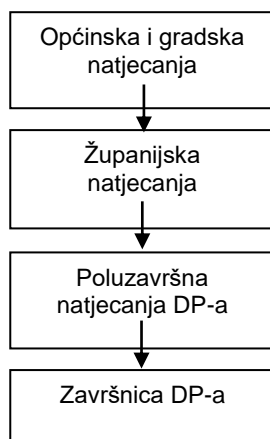 Općinska i gradska
natjecanja
Županijska
natjecanja
Poluzavršna
natjecanja DP-a
Završnica DP-a